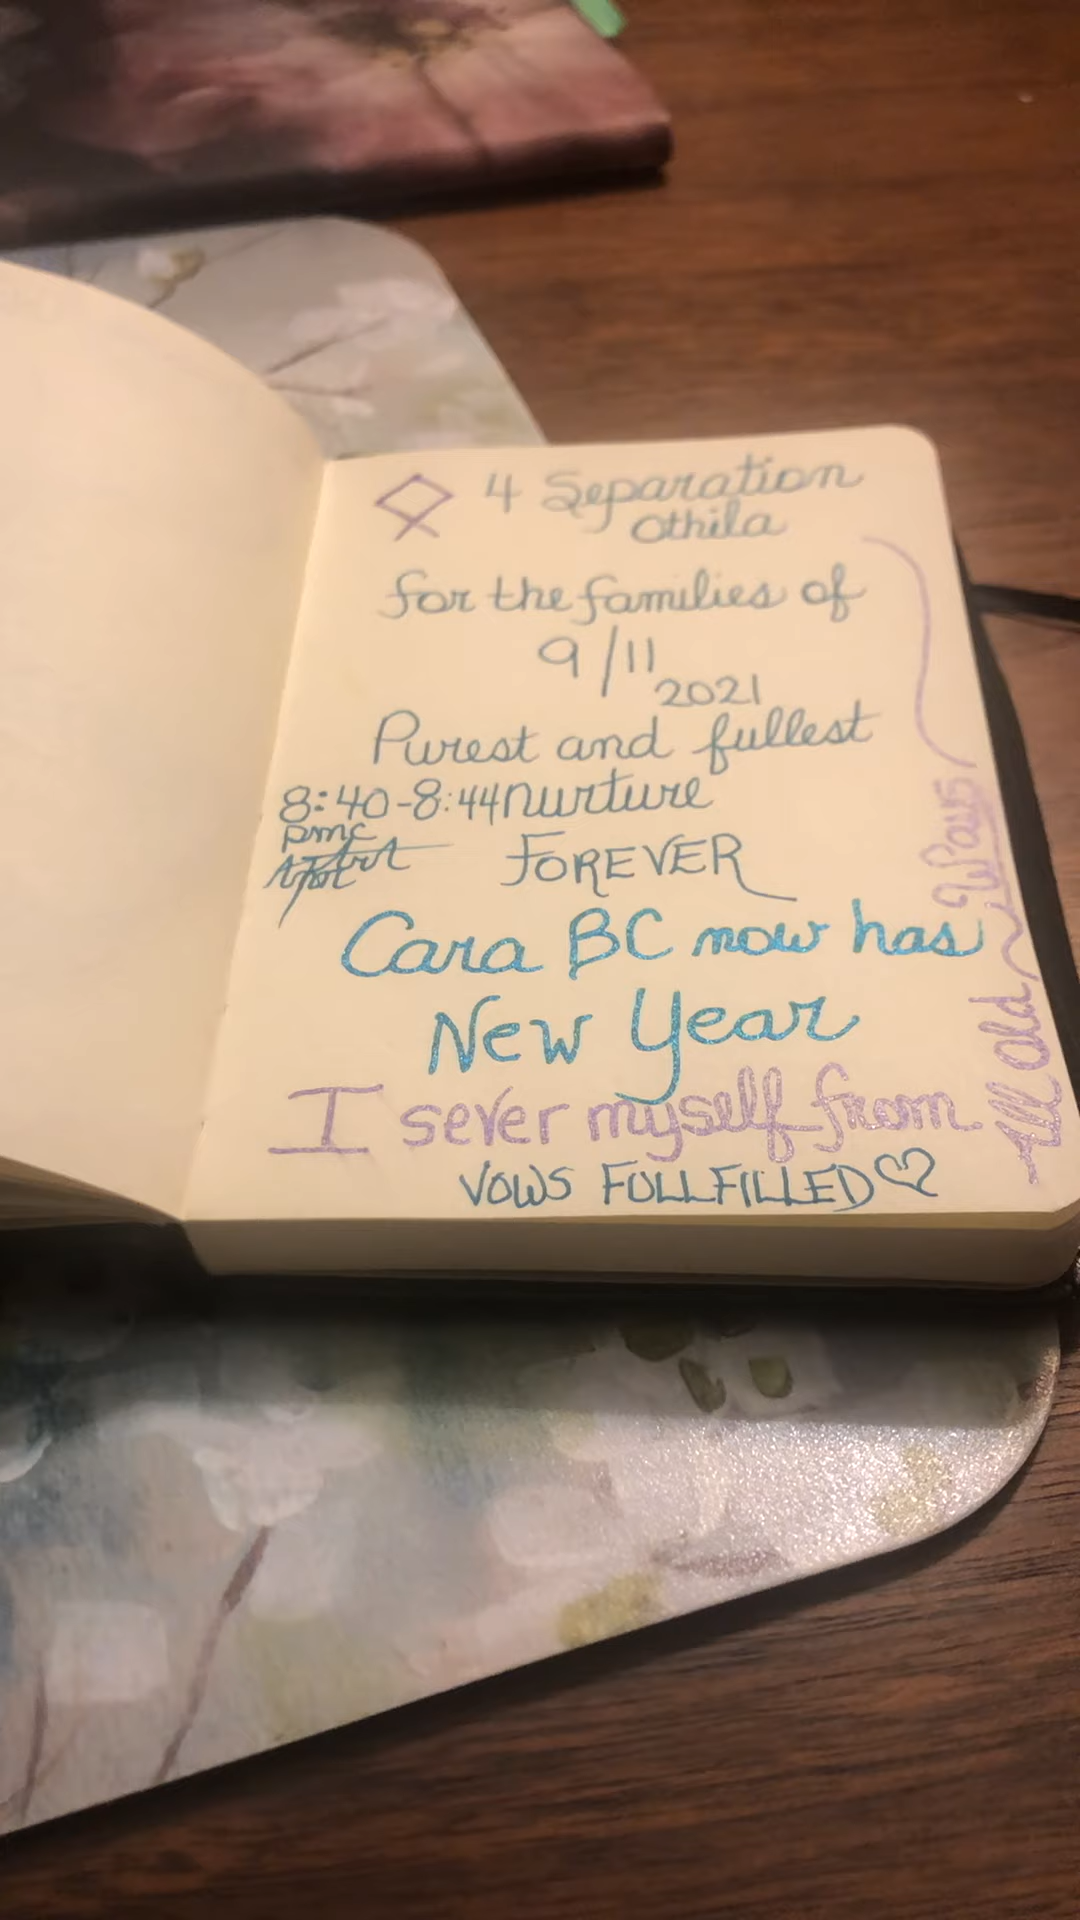 4 Separation
Othila
for the families of
9/11
2021
Purest and fullest
8:40-8:44 nurture
pmc
FOREVER
Cara BC now has
New Year
I sever myself from
All Old Ways
VOWS FULLFILLED